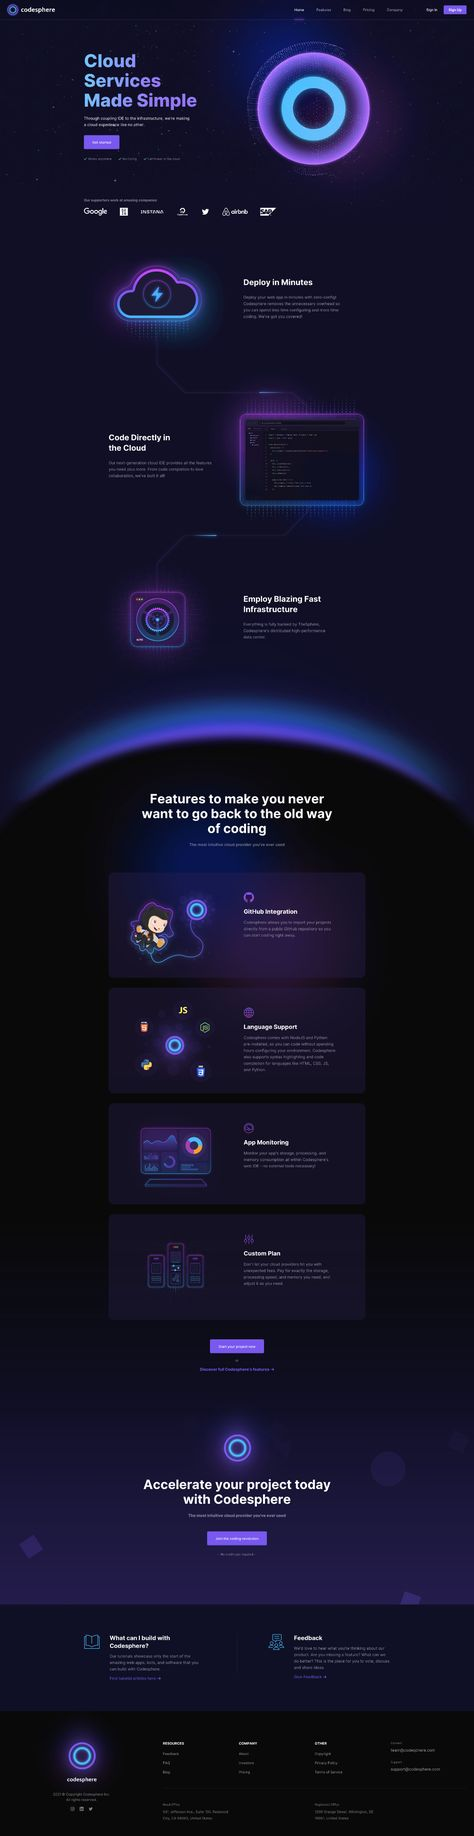 codesphere
Home Features Blog Pricing Company Sign In Sign Up
Cloud
Services
Made Simple
Through coupling IDE to the infrastructure, we're making
a cloud experience like no other.
Get started
Our supporters work at amazing companies
Google INSTANA airbnb SAP
Deploy in Minutes
Deploy your web app in minutes with zero-config!
Codesphere removes the unnecessary overhead so
you can spend less time configuring and more time
coding. We've got you covered!
Code Directly in
the Cloud
Our next-generation cloud IDE provides all the features
you need plus more. From code completion to live
collaboration, we've built it all!
Employ Blazing Fast
Infrastructure
Everything is fully backed by TheSphere,
Codesphere's distributed high-performance
data center.
Features to make you never
want to go back to the old way
of coding
The most intuitive cloud provider you've ever used
GitHub Integration
Codesphere allows you to import your projects
directly from a public GitHub repository so you
can start coding right away.
JS
Language Support
Codesphere comes with NodeJS and Python
pre-installed, so you can code without spending
hours configuring your environment. Codesphere
also supports syntax highlighting and code
completion for languages like HTML, CSS, JS,
and Python.
App Monitoring
Monitor your app's storage, processing, and
memory consumption all within Codesphere's
web IDE - no external tools necessary!
Custom Plan
Don't let your cloud providers hit you with
unexpected fees. Pay for exactly the storage,
processing speed, and memory you need, and
adjust it as you need.
Start your project now
or
Discover full Codesphere's features →
Accelerate your project today
with Codesphere
The most intuitive cloud provider you've ever used
Join the coding revolution
What can I build with
Codesphere?
Our tutorials showcase only the start of the
amazing web apps, bots, and software that you
can build with Codesphere.
Find tutorial articles here →
Feedback
We'd love to hear what you're thinking about our
product. Are you missing a feature? What can we
do better? This is the place for you to vote, discuss
and share ideas.
Give Feedback →
codesphere
All rights reserved.
RESOURCES
Feedback
FAQ
Blog
COMPANY
About
Investors
Pricing
OTHER
Copyright
Privacy Policy
Terms of Service
Contact
team@codesphere.com
Support
support@codesphere.com
Head Office
Registered Office